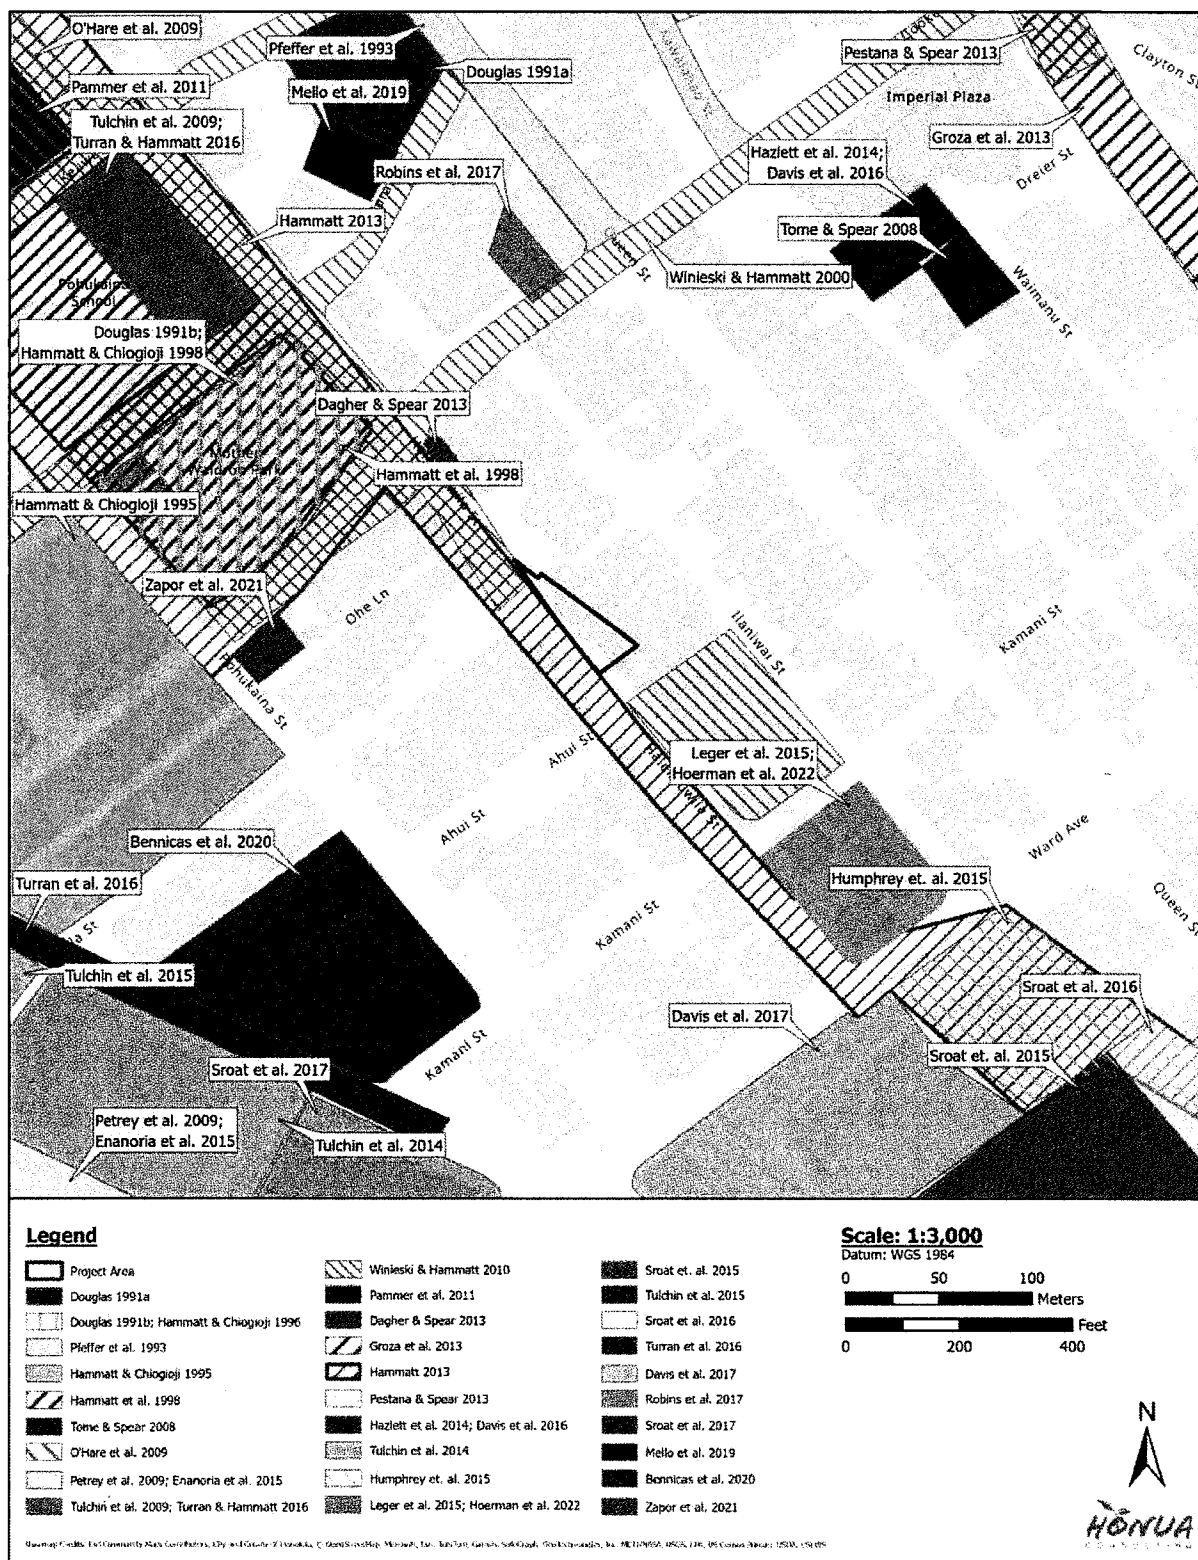 O'Hare et al. 2009
Pfeffer et al. 1993
Pestana & Spear 2013
Clayton St
Douglas 1991a
Pammer et al. 2011
Mello et al. 2019
Imperial Plaza
Tulchin et al. 2009;
Turran & Hammatt 2016
Groza et al. 2013
Hazlett et al. 2014;
Davis et al. 2016
Dreier St
Robins et al. 2017
Hammatt 2013
Tome & Spear 2008
Queen St
Winieski & Hammatt 2000
Waimanu St
School
Douglas 1991b;
Hammatt & Chiogioji 1998
Dagher & Spear 2013
Hammatt et al. 1998
Hammatt & Chiogioji 1995
Zapor et al. 2021
Ohe Ln
Ilaniwai St
Kamani St
Pohukaina St
Ahui St
Leger et al. 2015;
Hoerman et al. 2022
Ahui St
Bennicas et al. 2020
Ward Ave
Turran et al. 2016
Humphrey et. 2015
Queen St
Kamani St
Tulchin et al. 2015
Sroat et al. 2016
Davis et al. 2017
Sroat et. 2015
Kamani St
Sroat et al. 2017
Petrey et al. 2009;
Enanoria et al. 2015
Tulchin et al. 2014
Legend
Project Area
Douglas 1991a
Douglas 1991b; Hammatt & Chiogioji 1996
Pfeffer et al. 1993
Hammatt & Chiogioji 1995
Hammatt et al. 1998
Tome & Spear 2008
O'Hare et al. 2009
Petrey et al. 2009; Enanoria et al. 2015
Tulchin et al. 2009; Turran & Hammatt 2016
Winieski & Hammatt 2010
Pammer et al. 2011
Dagher & Spear 2013
Groza et al. 2013
Hammatt 2013
Pestana & Spear 2013
Hazlett et al. 2014; Davis et al. 2016
Tulchin et al. 2014
Humphrey et. al. 2015
Leger et al. 2015; Hoerman et al. 2022
Sroat et. al. 2015
Tulchin et al. 2015
Sroat et al. 2016
Turran et al. 2016
Davis et al. 2017
Robins et al. 2017
Sroat et al. 2017
Mello et al. 2019
Bennicas et al. 2020
Zapor et al. 2021
Scale: 1:3,000
Datum: WGS 1984
0 50 100
Meters
Feet
0 200 400
N
HONUA
CONSULTING